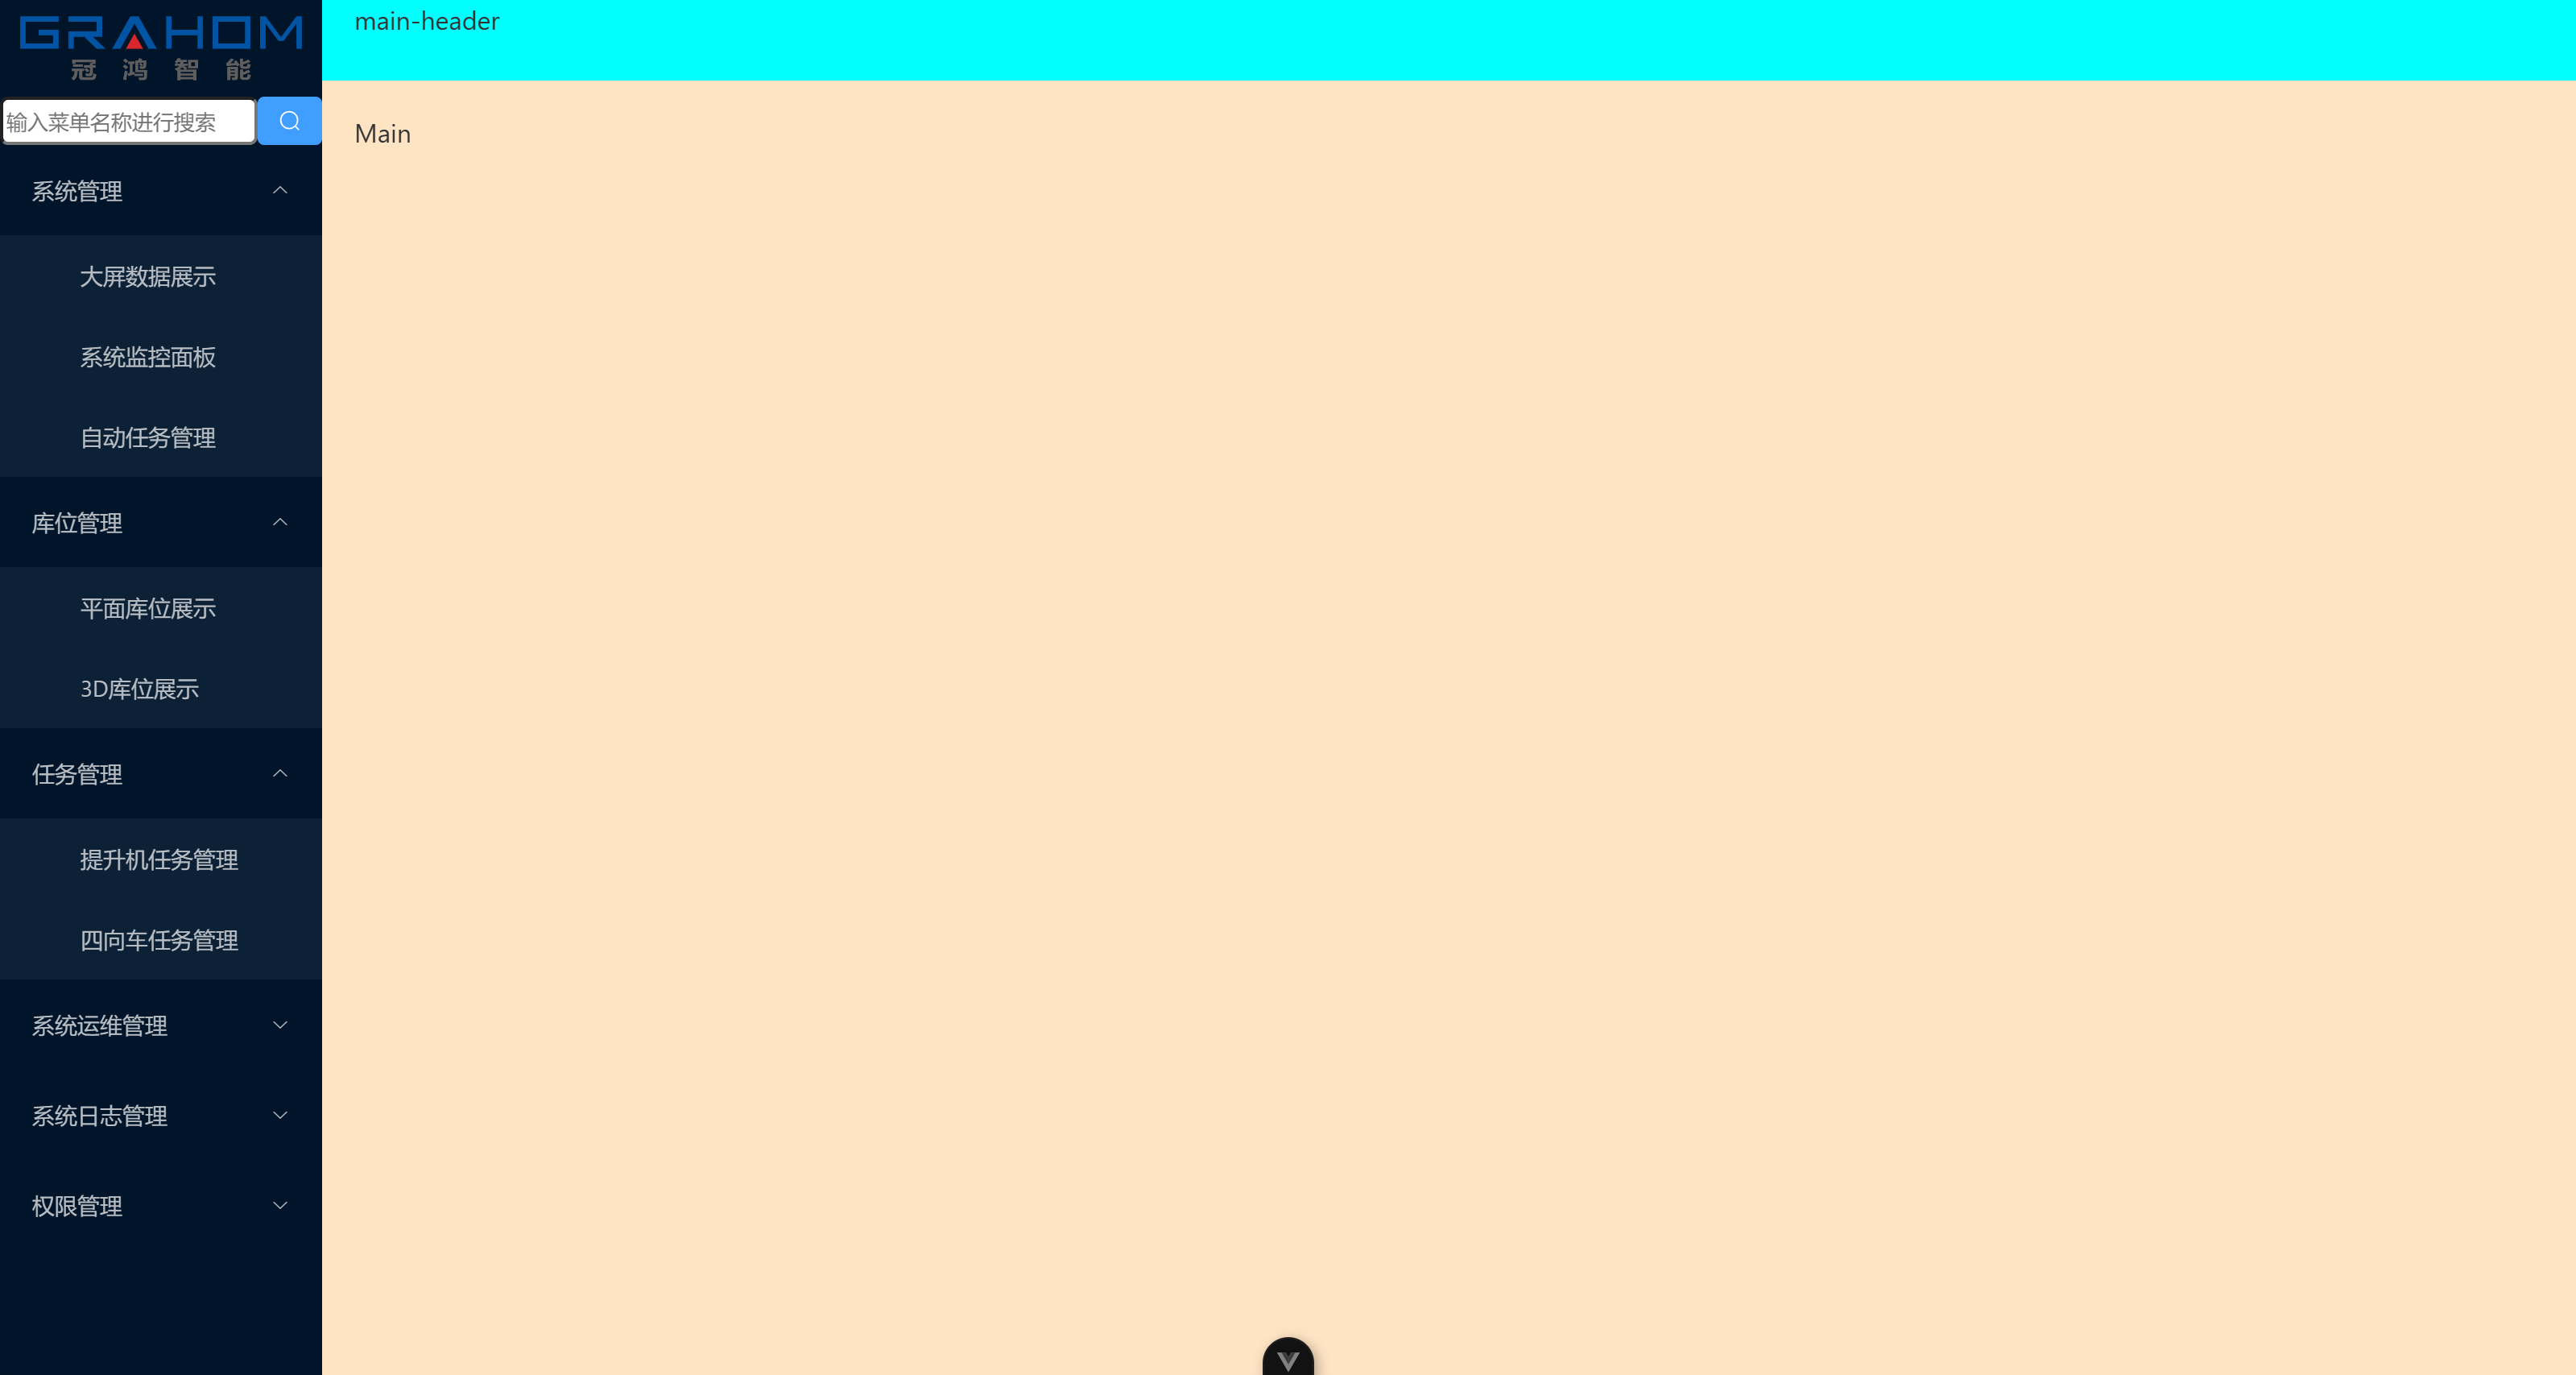 GRAHOM
冠鸿智能
main-header
输入菜单名称进行搜索
Main
系统管理
大屏数据展示
系统监控面板
自动任务管理
库位管理
平面库位展示
3D库位展示
任务管理
提升机任务管理
四向车任务管理
系统运维管理
系统日志管理
权限管理